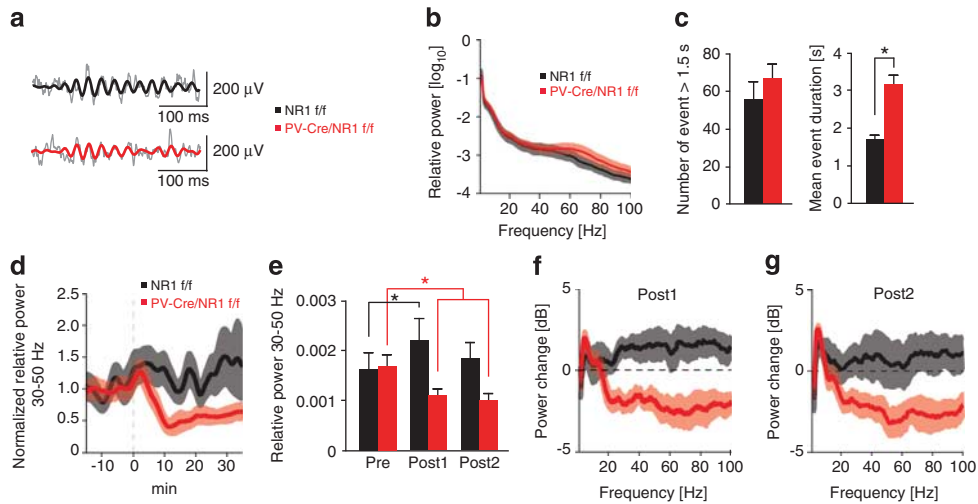 a
200 µV
100 ms
200 µV
100 ms
NR1 f/f
PV-Cre/NR1 f/f
b
Relative power [log10]
-0
-1
-2
-3
-4
20 40 60 80 100
Frequency [Hz]
NR1 f/f
PV-Cre/NR1 f/f
c
Number of event > 1.5 s
80
60
40
20
0
Mean event duration [s]
4
3
2
1
0
*
d
NR1 f/f
PV-Cre/NR1 f/f
Normalized relative power
30-50 Hz
2.5
2.0
1.5
1.0
0.5
0.0
-10 0 10 20 30
min
e
Relative power 30-50 Hz
0.003
0.002
0.001
0
*
*
Pre Post1 Post2
f
Post1
Power change [dB]
5
0
-5
20 40 60 80 100
Frequency [Hz]
g
Post2
Power change [dB]
5
0
-5
20 40 60 80 100
Frequency [Hz]